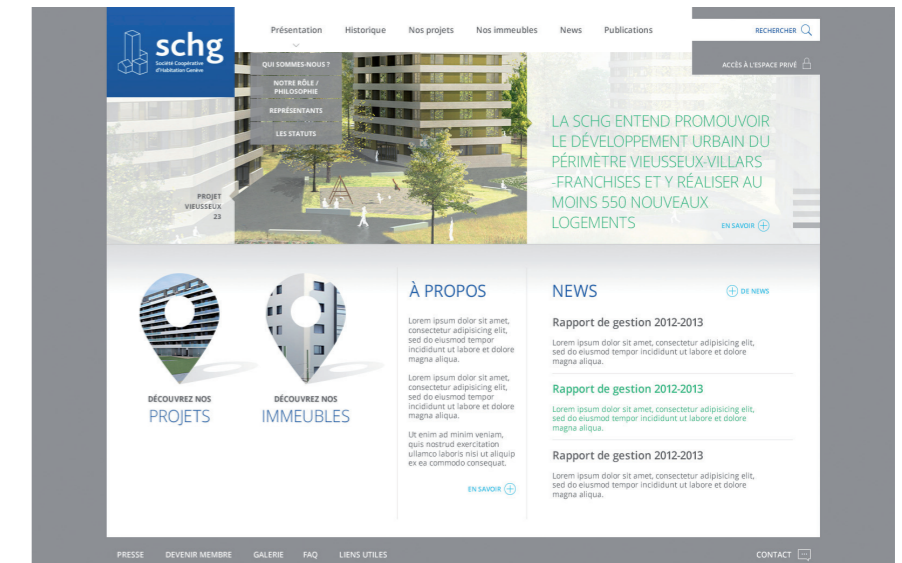 schg
Société Coopérative
d'Habitation Genève
Présentation
Historique
Nos projets
Nos immeubles
News
Publications
RECHERCHER
ACCÈS À L'ESPACE PRIVÉ
QUI SOMMES-NOUS ?
NOTRE RÔLE /
PHILOSOPHIE
REPRÉSENTANTS
LES STATUTS
PROJET
VIEUSSEUX
23
LA SCHG ENTEND PROMOUVOIR
LE DÉVELOPPEMENT URBAIN DU
PÉRIMÈTRE VIEUSSEUX-VILLARS
-FRANCHISES ET Y RÉALISER AU
MOINS 550 NOUVEAUX
LOGEMENTS
EN SAVOIR
DÉCOUVREZ NOS
PROJETS
DÉCOUVREZ NOS
IMMEUBLES
À PROPOS
Lorem ipsum dolor sit amet,
consectetur adipisicing elit,
sed do eiusmod tempor
incididunt ut labore et dolore
magna aliqua.
Lorem ipsum dolor sit amet,
consectetur adipisicing elit,
sed do eiusmod tempor
incididunt ut labore et dolore
magna aliqua.
Ut enim ad minim veniam,
quis nostrud exercitation
ullamco laboris nisi ut aliquip
ex ea commodo consequat.
EN SAVOIR
NEWS
DE NEWS
Rapport de gestion 2012-2013
Lorem ipsum dolor sit amet, consectetur adipisicing elit,
sed do eiusmod tempor incididunt ut labore et dolore
magna aliqua.
Rapport de gestion 2012-2013
Lorem ipsum dolor sit amet, consectetur adipisicing elit,
sed do eiusmod tempor incididunt ut labore et dolore
magna aliqua.
Rapport de gestion 2012-2013
Lorem ipsum dolor sit amet, consectetur adipisicing elit,
sed do eiusmod tempor incididunt ut labore et dolore
magna aliqua.
PRESSE
DEVENIR MEMBRE
GALERIE
FAQ
LIENS UTILES
CONTACT